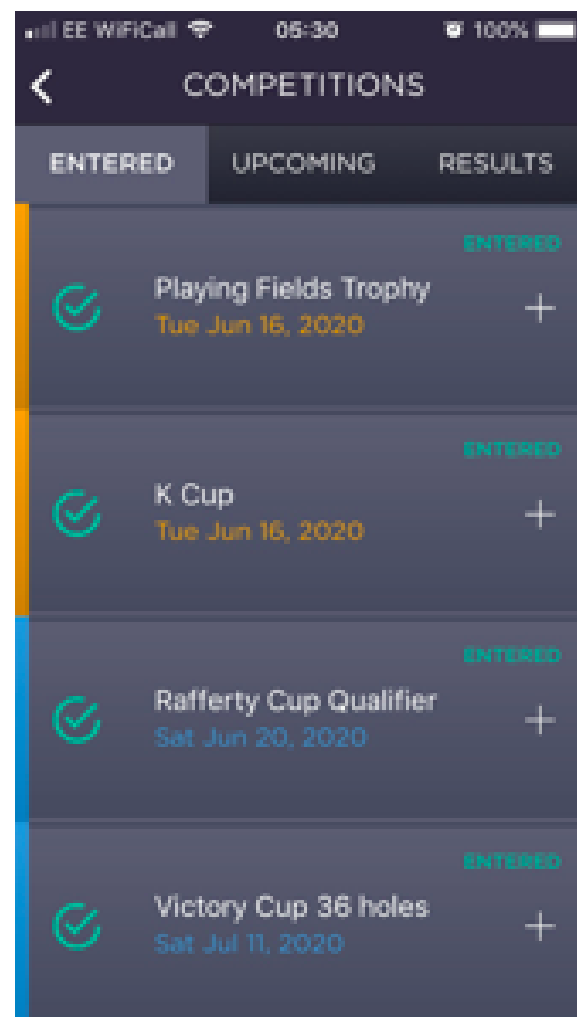 EE WiFiCall 05:30 100%
COMPETITIONS
ENTERED UPCOMING RESULTS
ENTERED
Playing Fields Trophy
Tue Jun 16, 2020
ENTERED
K Cup
Tue Jun 16, 2020
ENTERED
Rafferty Cup Qualifier
Sat Jun 20, 2020
ENTERED
Victory Cup 36 holes
Sat Jul 11, 2020